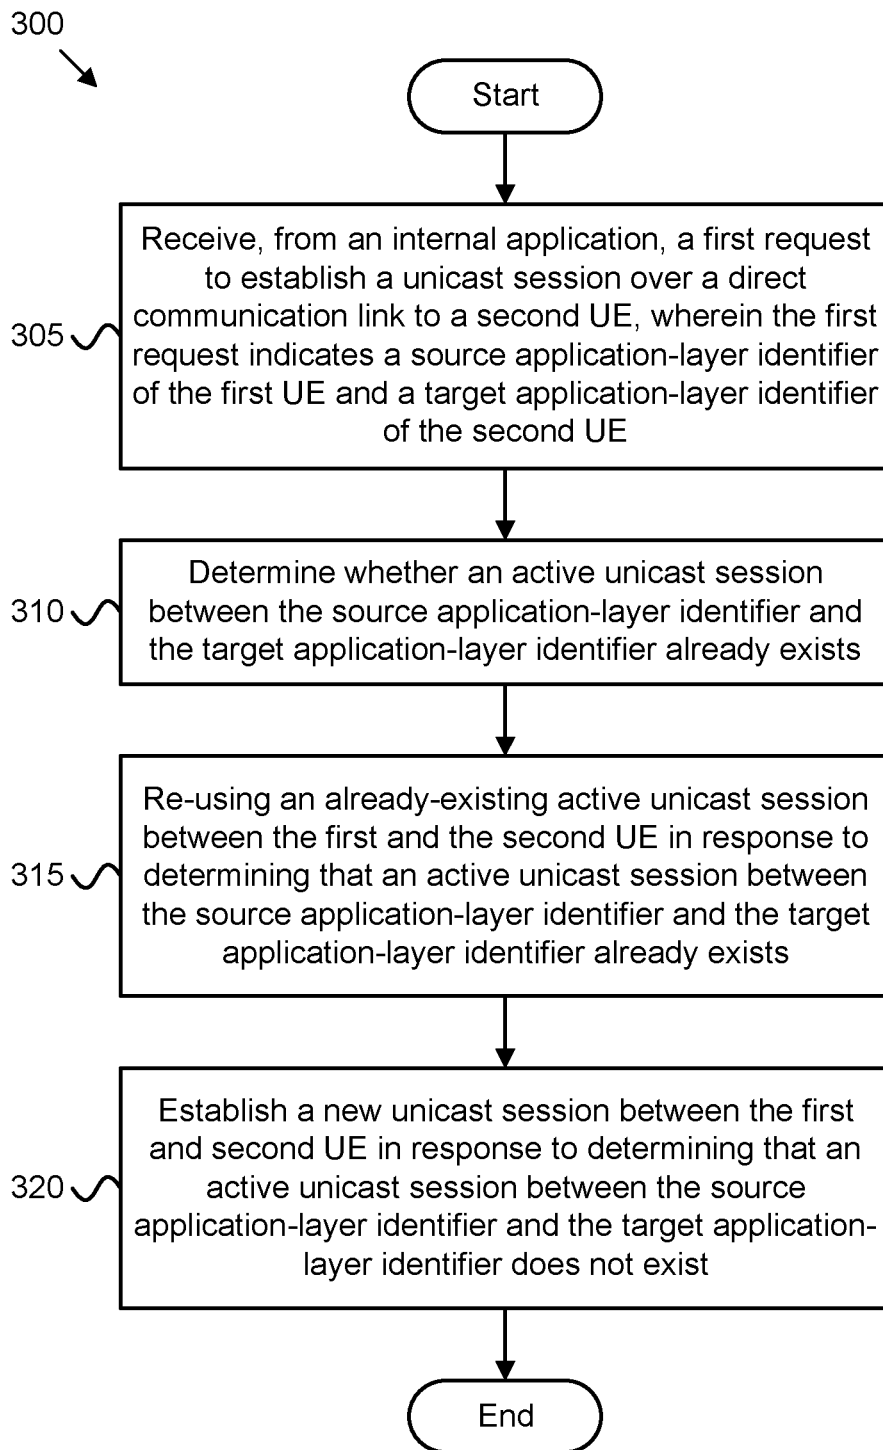 300
Start
Receive, from an internal application, a first request
to establish a unicast session over a direct
communication link to a second UE, wherein the first
request indicates a source application-layer identifier
of the first UE and a target application-layer identifier
of the second UE
305
Determine whether an active unicast session
between the source application-layer identifier and
the target application-layer identifier already exists
310
Re-using an already-existing active unicast session
between the first and the second UE in response to
determining that an active unicast session between
the source application-layer identifier and the target
application-layer identifier already exists
315
Establish a new unicast session between the first
and second UE in response to determining that an
active unicast session between the source
application-layer identifier and the target application-
layer identifier does not exist
320
End